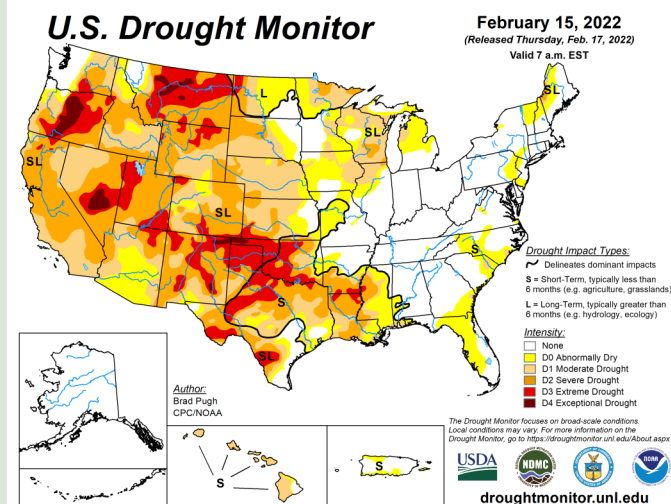 U.S. Drought Monitor
February 15, 2022
(Released Thursday, Feb. 17, 2022)
Valid 7 a.m. EST
L
SL
SL
SL
SL
S
S
SL
Drought Impact Types:
Delineates dominant impacts
S = Short-Term, typically less than
6 months (e.g. agriculture, grasslands)
L = Long-Term, typically greater than
6 months (e.g. hydrology, ecology)
Intensity:
None
D0 Abnormally Dry
D1 Moderate Drought
D2 Severe Drought
D3 Extreme Drought
D4 Exceptional Drought
Author:
Brad Pugh
CPC/NOAA
S
S
The Drought Monitor focuses on broad-scale conditions.
Local conditions may vary. For more information on the
Drought Monitor, go to https://droughtmonitor.unl.edu/About.aspx
USDA
NDMC
NOAA
droughtmonitor.unl.edu